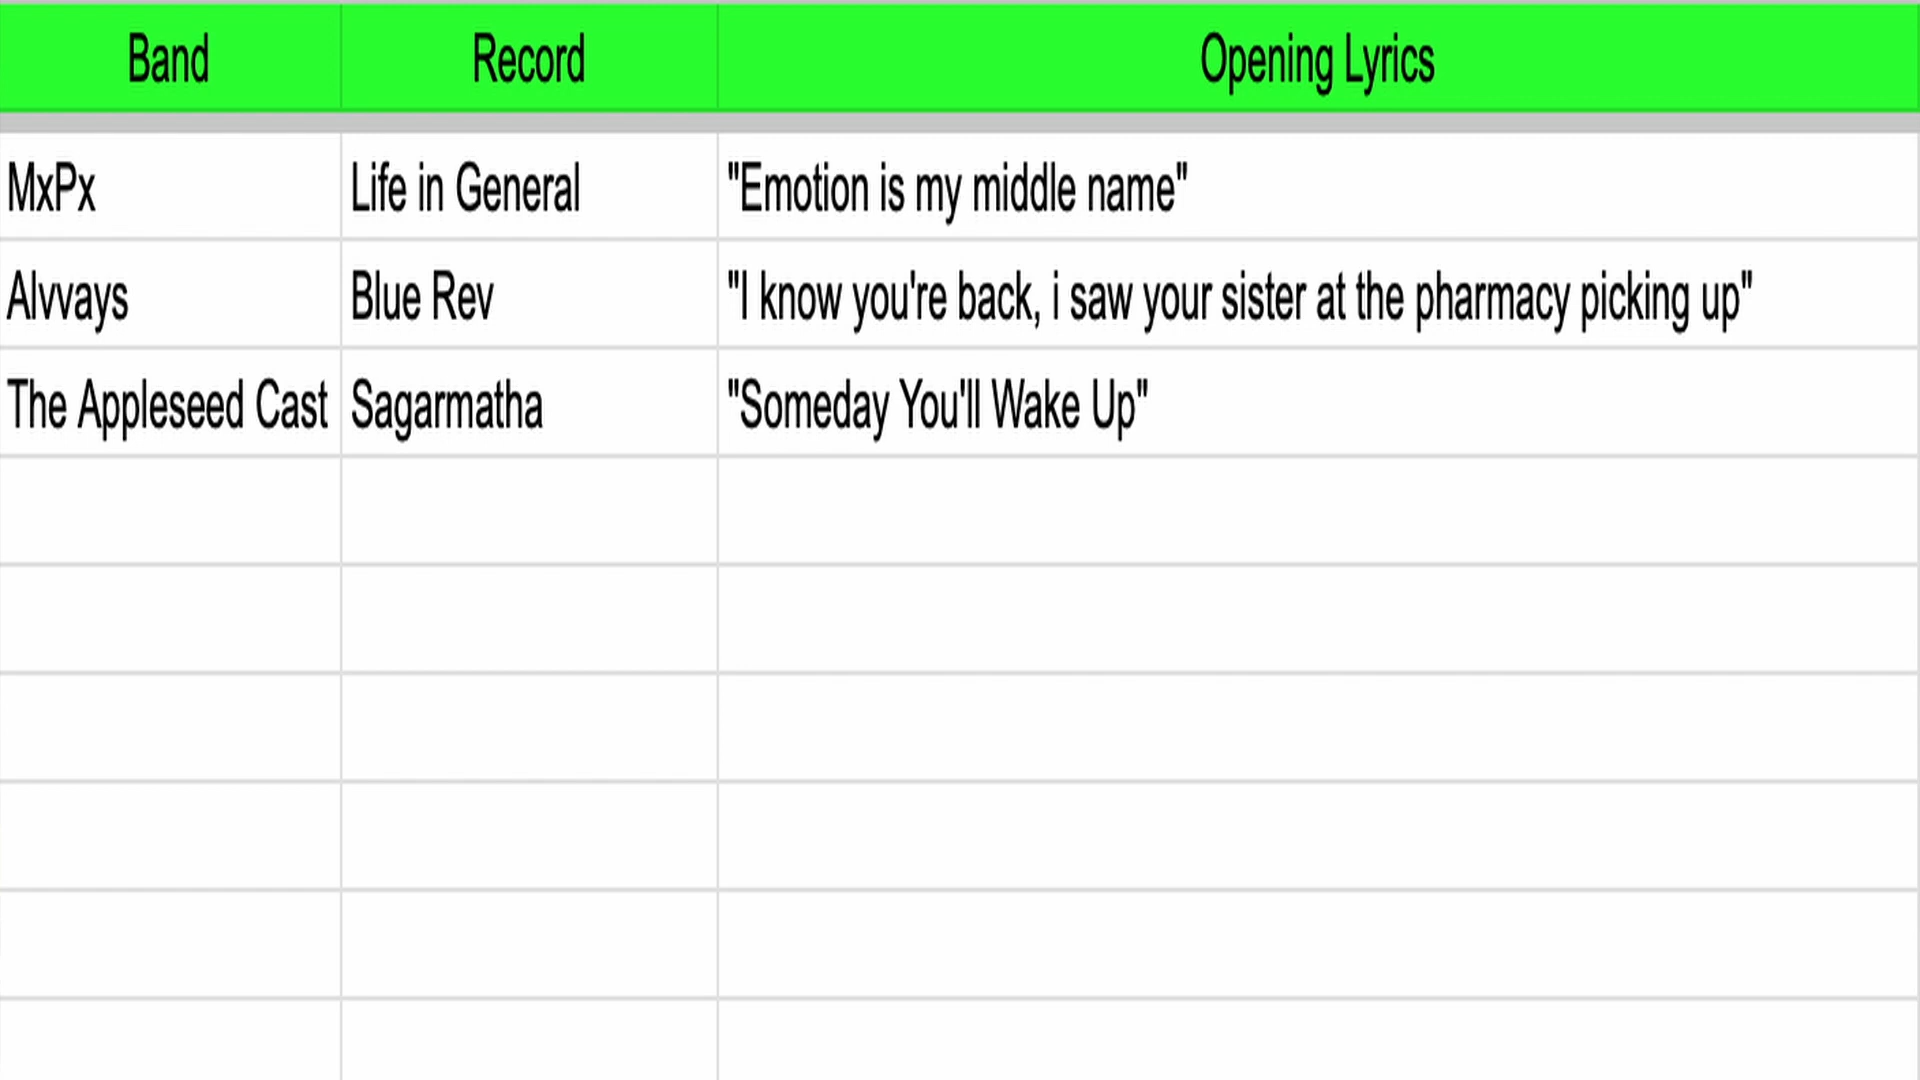 Band Record Opening Lyrics
MxPx Life in General "Emotion is my middle name"
Alvvays Blue Rev "I know you're back, i saw your sister at the pharmacy picking up"
The Appleseed Cast Sagarmatha "Someday You'll Wake Up"